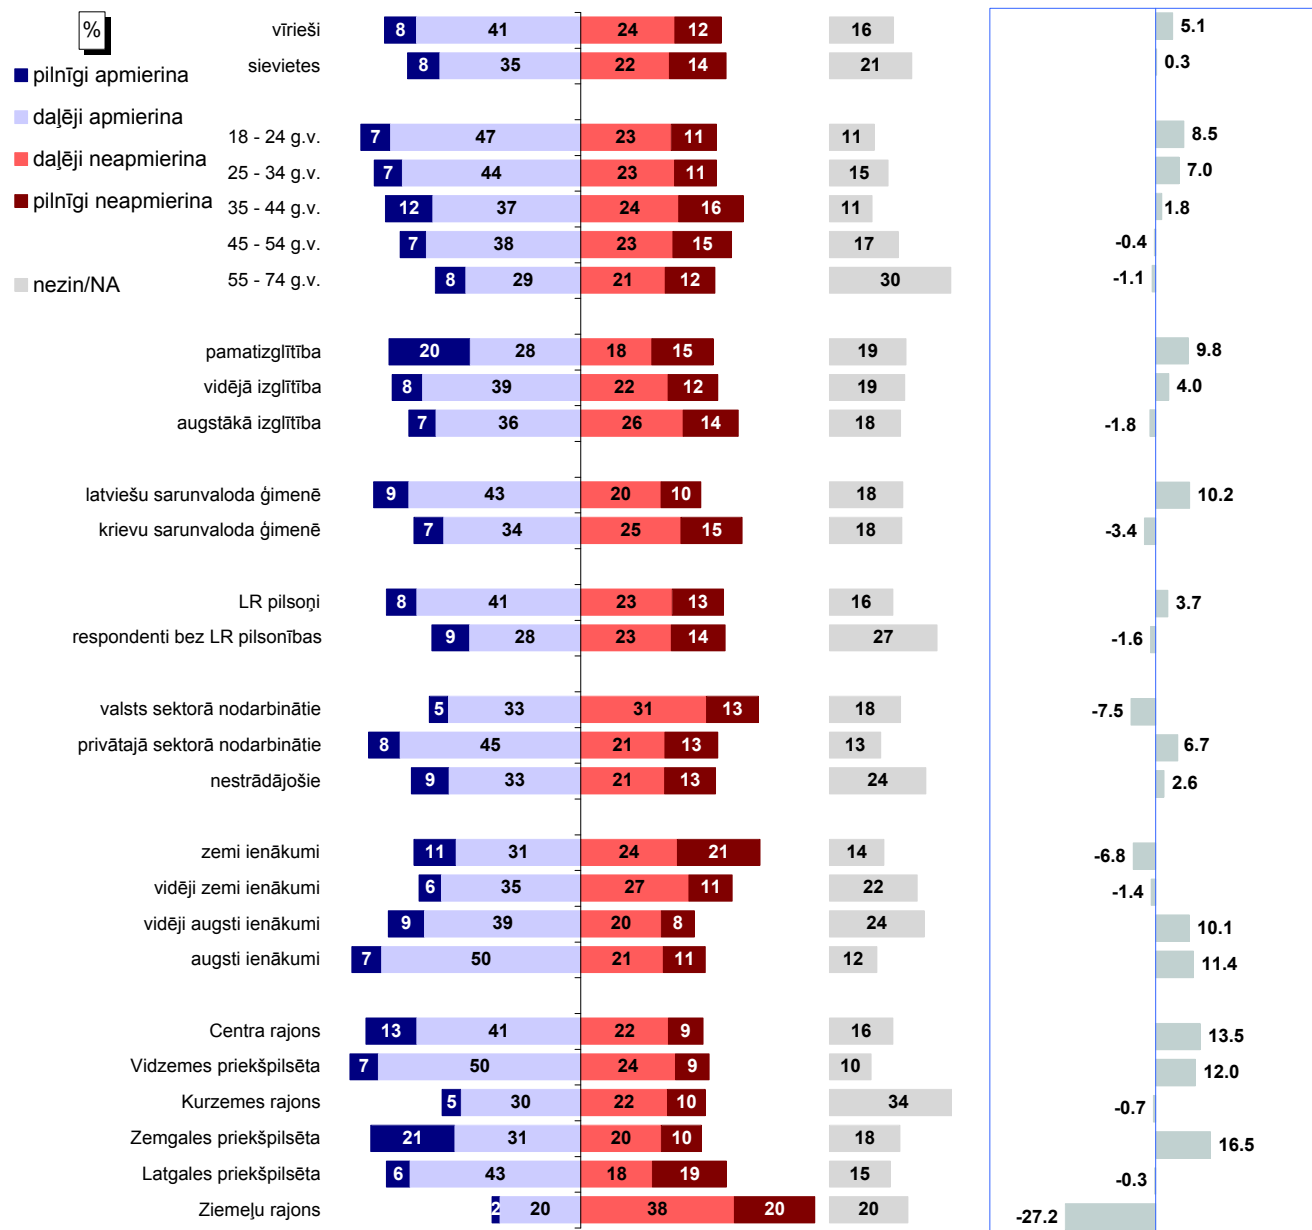 %
pilnīgi apmierina
daļēji apmierina
daļēji neapmierina
pilnīgi neapmierina
nezin/NA
vīrieši 8 41 24 12 16 5.1
sievietes 8 35 22 14 21 0.3
18 - 24 g.v. 7 47 23 11 11 8.5
25 - 34 g.v. 7 44 23 11 15 7.0
35 - 44 g.v. 12 37 24 16 11 1.8
45 - 54 g.v. 7 38 23 15 17 -0.4
55 - 74 g.v. 8 29 21 12 30 -1.1
pamatizglītība 20 28 18 15 19 9.8
vidējā izglītība 8 39 22 12 19 4.0
augstākā izglītība 7 36 26 14 18 -1.8
latviešu sarunvaloda ģimenē 9 43 20 10 18 10.2
krievu sarunvaloda ģimenē 7 34 25 15 18 -3.4
LR pilsoņi 8 41 23 13 16 3.7
respondenti bez LR pilsonības 9 28 23 14 27 -1.6
valsts sektorā nodarbinātie 5 33 31 13 18 -7.5
privātajā sektorā nodarbinātie 8 45 21 13 13 6.7
nestrādājošie 9 33 21 13 24 2.6
zemi ienākumi 11 31 24 21 14 -6.8
vidēji zemi ienākumi 6 35 27 11 22 -1.4
vidēji augsti ienākumi 9 39 20 8 24 10.1
augsti ienākumi 7 50 21 11 12 11.4
Centra rajons 13 41 22 9 16 13.5
Vidzemes priekšpilsēta 7 50 24 9 10 12.0
Kurzemes rajons 5 30 22 10 34 -0.7
Zemgales priekšpilsēta 21 31 20 10 18 16.5
Latgales priekšpilsēta 6 43 18 19 15 -0.3
Ziemeļu rajons 2 20 38 20 20 -27.2